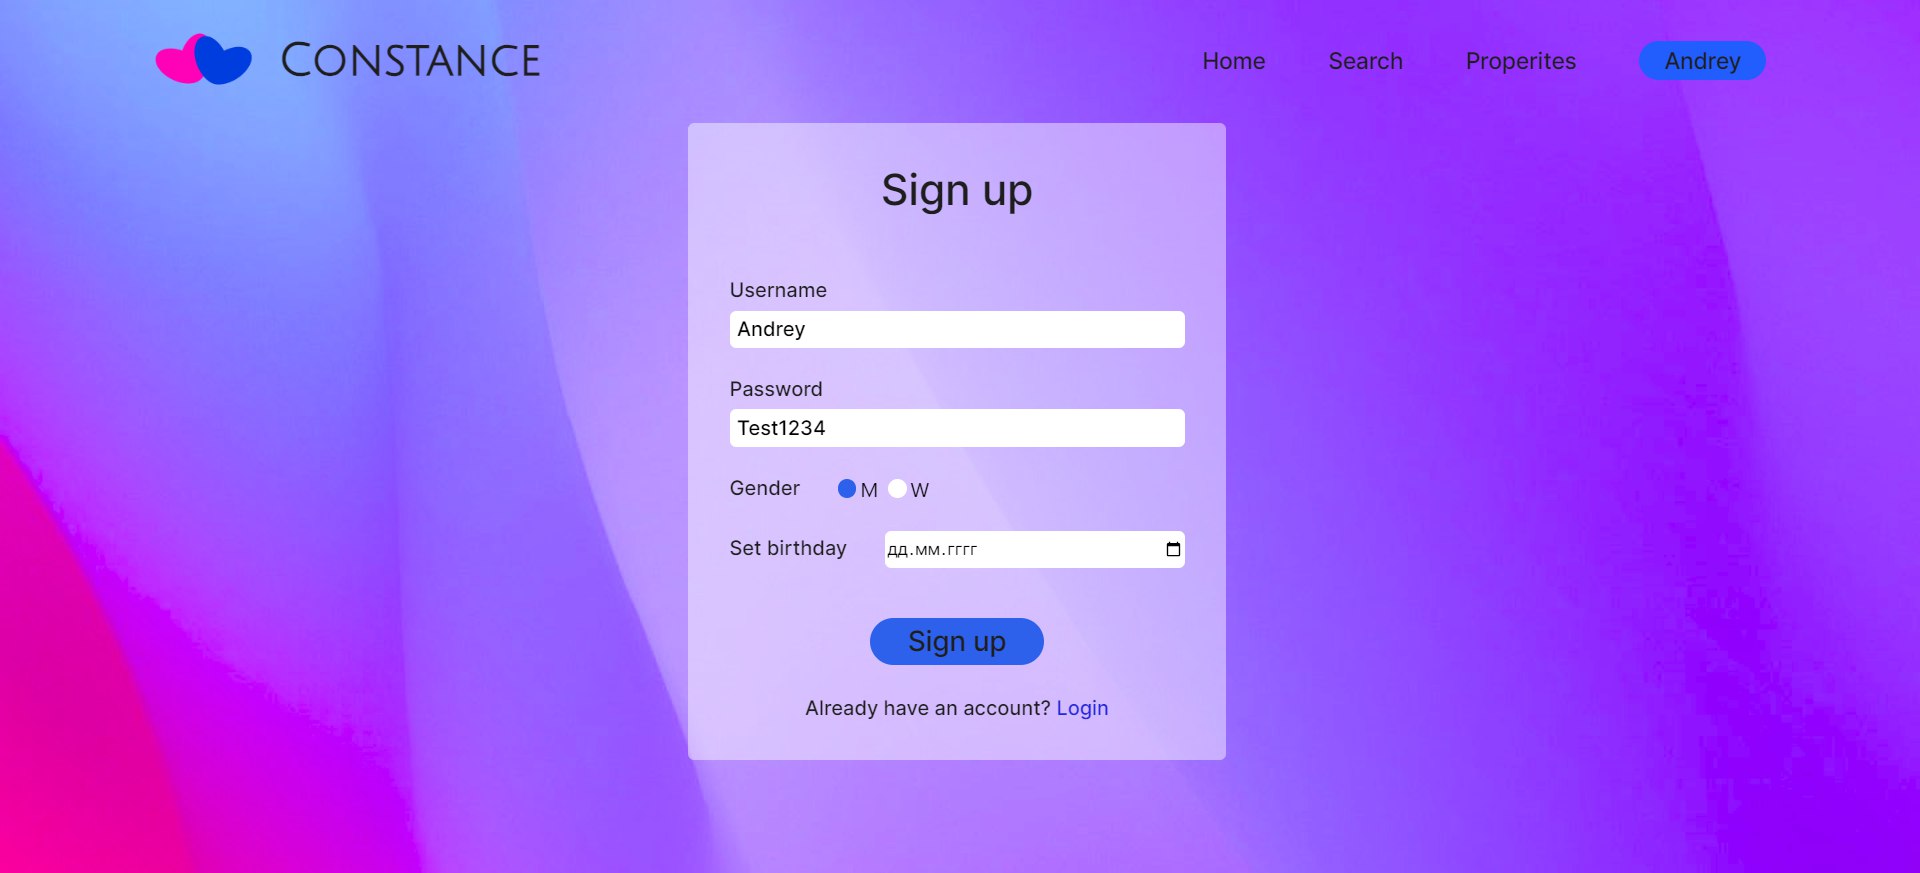 CONSTANCE
Home Search Properites Andrey
Sign up
Username
Andrey
Password
Test1234
Gender M W
Set birthday дд.мм.гггг
Sign up
Already have an account? Login